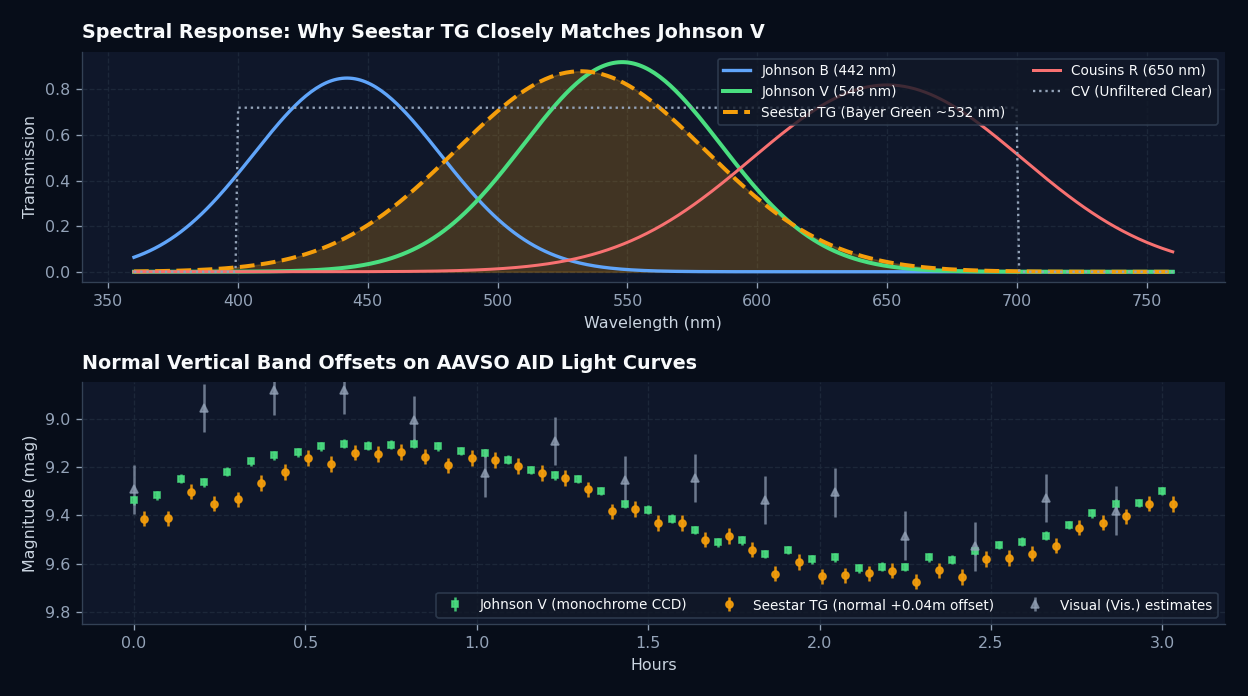 Spectral Response: Why Seestar TG Closely Matches Johnson V
Transmission
0.8
0.6
0.4
0.2
0.0
Johnson B (442 nm)
Johnson V (548 nm)
Seestar TG (Bayer Green ~532 nm)
Cousins R (650 nm)
CV (Unfiltered Clear)
350 400 450 500 550 600 650 700 750
Wavelength (nm)
Normal Vertical Band Offsets on AAVSO AID Light Curves
Magnitude (mag)
9.0
9.2
9.4
9.6
9.8
Johnson V (monochrome CCD) Seestar TG (normal +0.04m offset) Visual (Vis.) estimates
0.0 0.5 1.0 1.5 2.0 2.5 3.0
Hours